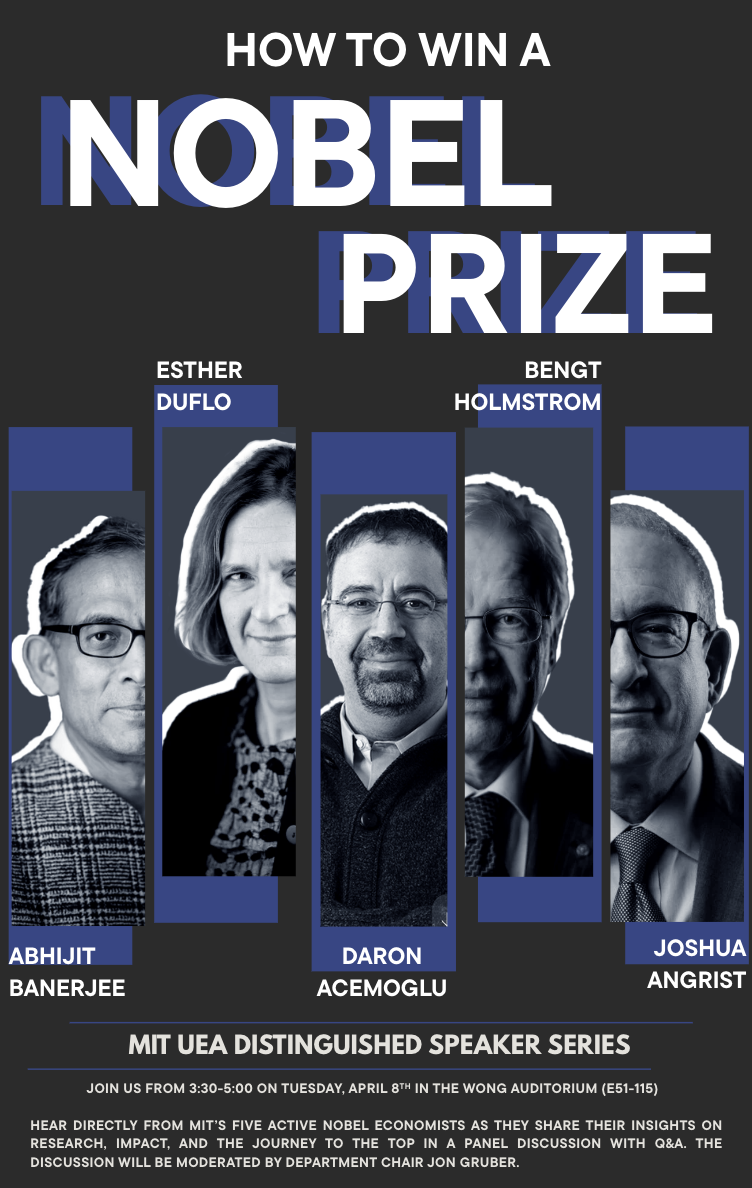 HOW TO WIN A
NOBEL
PRIZE
ESTHER
DUFLO
BENGT
HOLMSTROM
ABHIJIT
BANERJEE
DARON
ACEMOGLU
JOSHUA
ANGRIST
MIT UEA DISTINGUISHED SPEAKER SERIES
JOIN US FROM 3:30-5:00 ON TUESDAY, APRIL 8TH IN THE WONG AUDITORIUM (E51-115)
HEAR DIRECTLY FROM MIT'S FIVE ACTIVE NOBEL ECONOMISTS AS THEY SHARE THEIR INSIGHTS ON
RESEARCH, IMPACT, AND THE JOURNEY TO THE TOP IN A PANEL DISCUSSION WITH Q&A. THE
DISCUSSION WILL BE MODERATED BY DEPARTMENT CHAIR JON GRUBER.